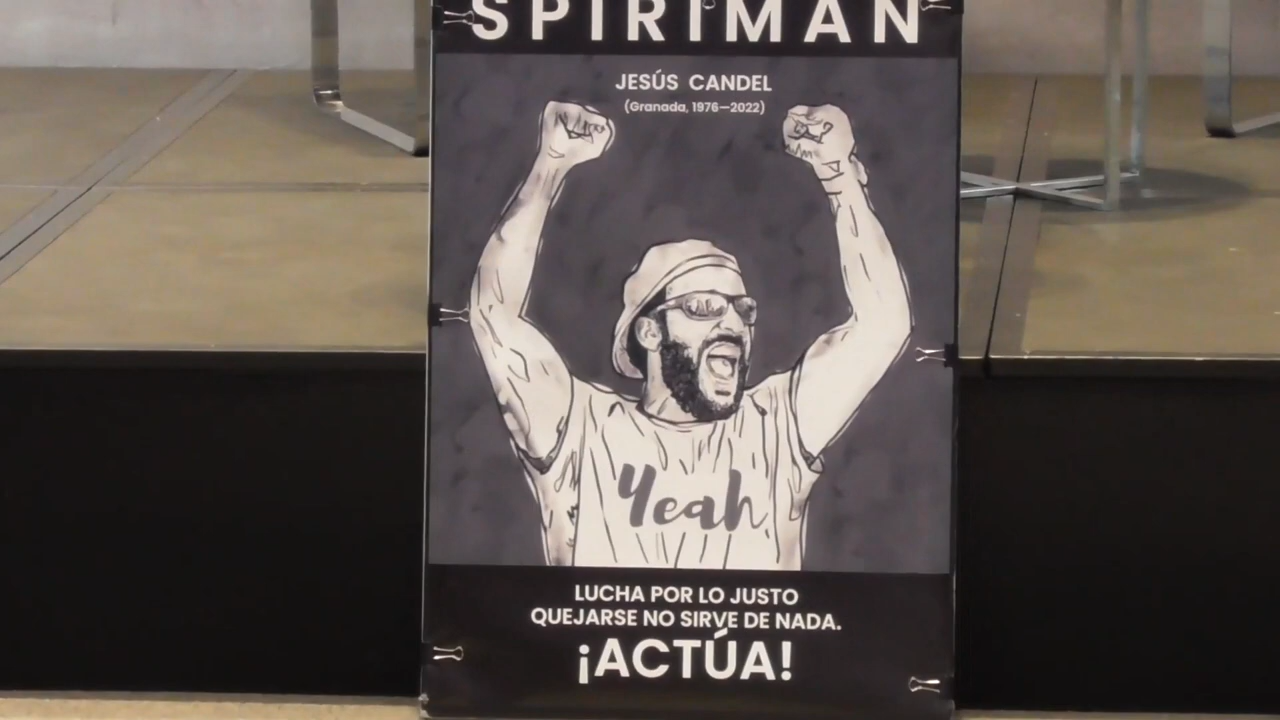 SPIRIMAN
JESÚS CANDEL
(Granada, 1976—2022)
Yeah
LUCHA POR LO JUSTO
QUEJARSE NO SIRVE DE NADA.
¡ACTÚA!